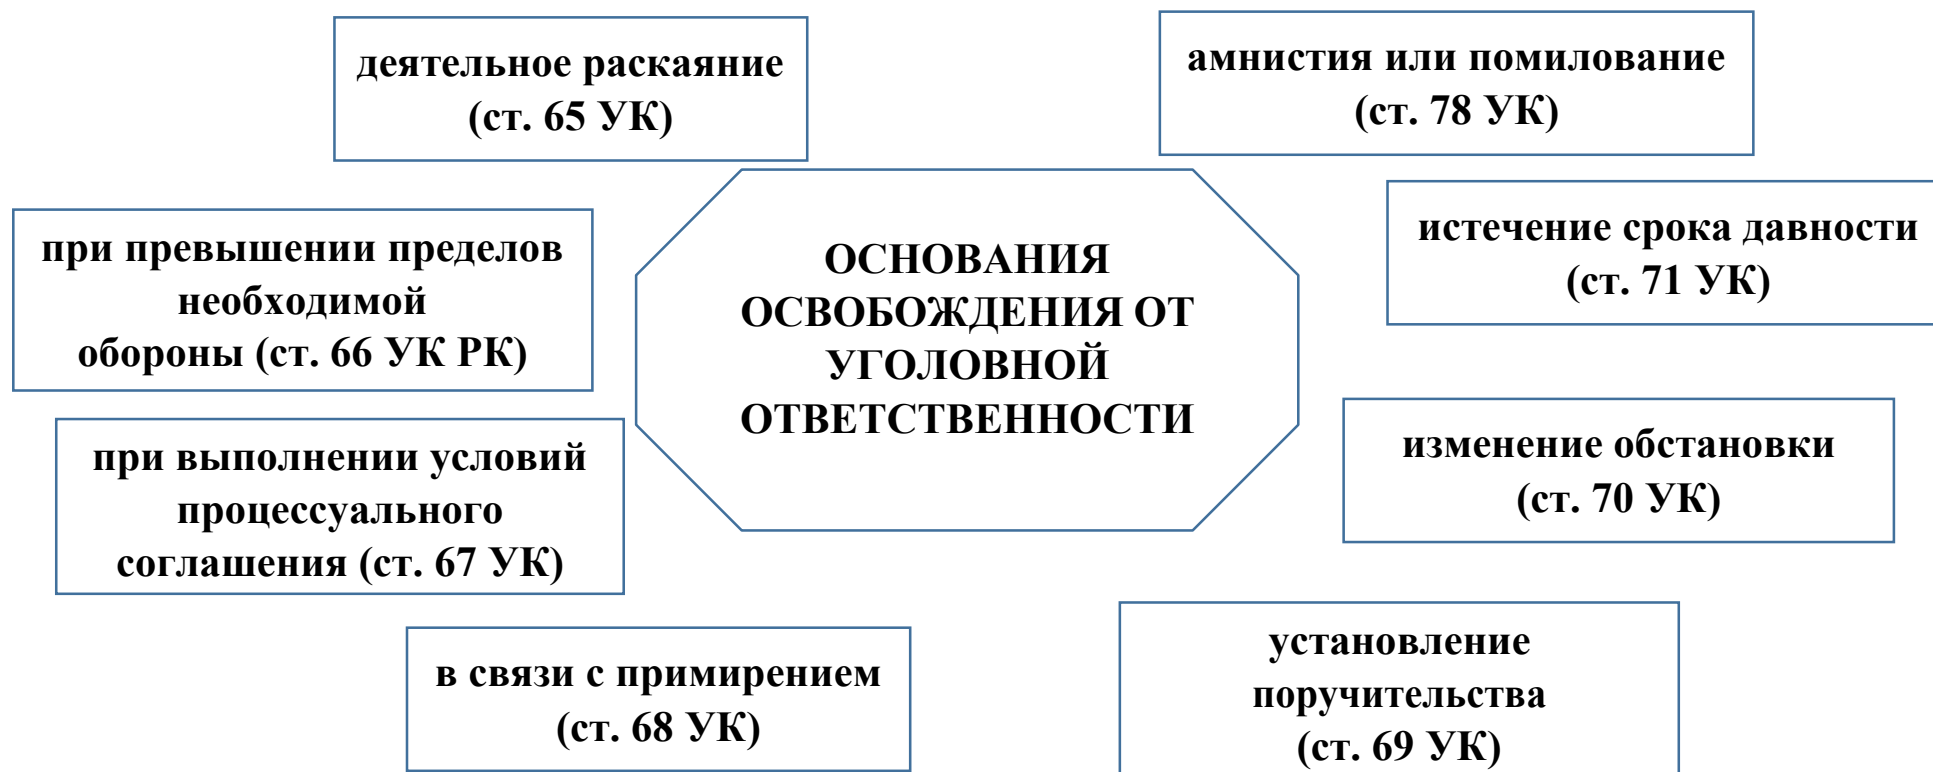 деятельное раскаяние
(ст. 65 УК)
амнистия или помилование
(ст. 78 УК)
при превышении пределов
необходимой
обороны (ст. 66 УК РК)
ОСНОВАНИЯ
ОСВОБОЖДЕНИЯ ОТ
УГОЛОВНОЙ
ОТВЕТСТВЕННОСТИ
истечение срока давности
(ст. 71 УК)
при выполнении условий
процессуального
соглашения (ст. 67 УК)
изменение обстановки
(ст. 70 УК)
в связи с примирением
(ст. 68 УК)
установление
поручительства
(ст. 69 УК)